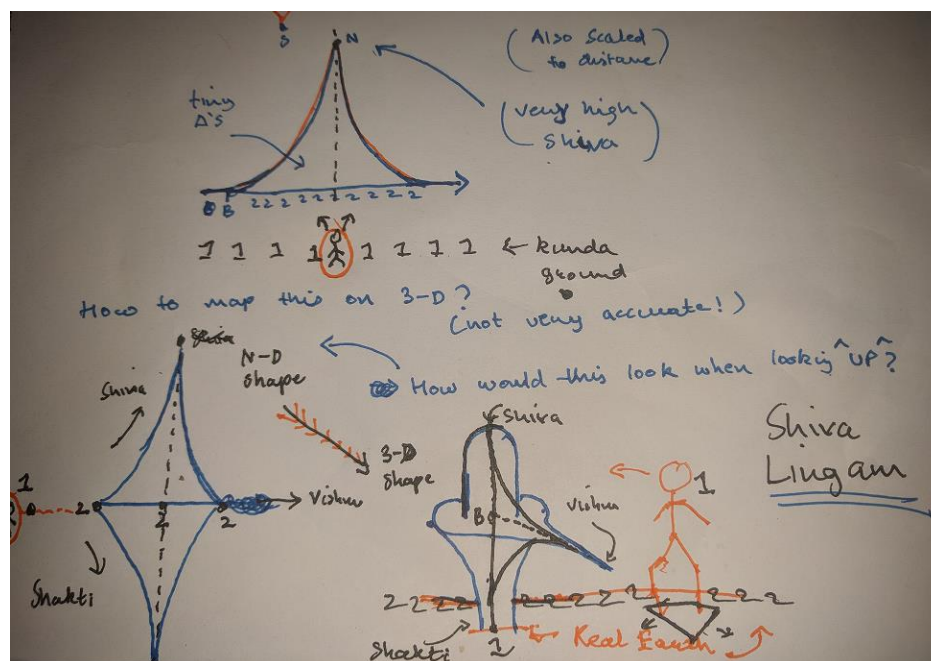 S
N
(Also scaled
to distance)
tiny
Δ's
(very high
Shiva)
B
2 2 2 2 2 2 2 2 2 2
1 1 1 1 1 1 1 1 ← kunda
ground
How to map this on 3-D?
(not very accurate!)
How would this look when looking ^UP^?
Shiva
N-D
shape
3-D
shape
Shiva
Shiva
Lingam
1
2
2
2
Vishnu
B
Vishnu
1
Shakti
2 2 2 2 2 2 2 2 2 2 2 2 2
Shakti
1
Real Earth